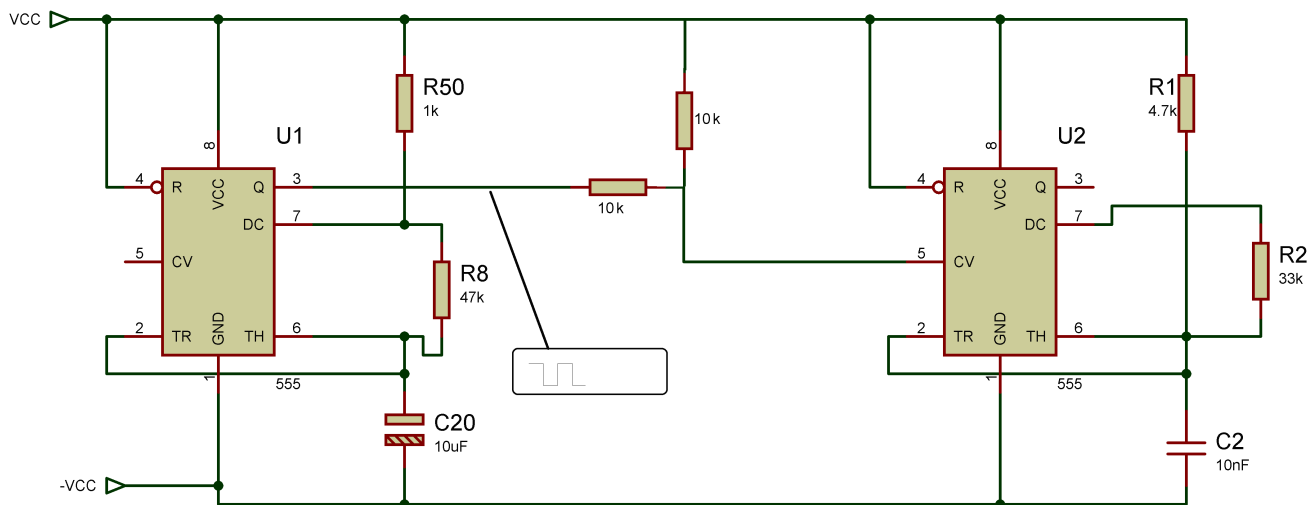 VCC
R50
1k
10k
R1
4.7k
U1
8
4
R
VCC
Q
3
DC
7
5
CV
2
TR
GND
TH
6
1
555
10k
R8
47k
C20
10uF
-VCC
U2
8
4
R
VCC
Q
3
DC
7
5
CV
2
TR
GND
TH
6
1
555
R2
33k
C2
10nF